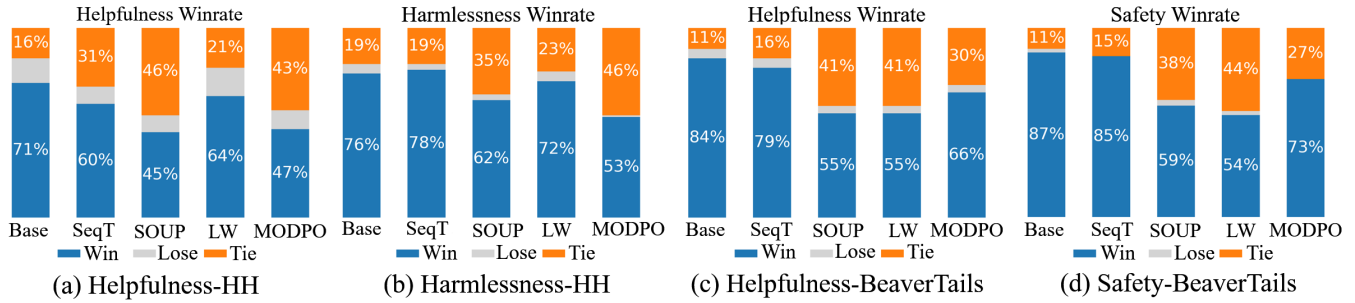 Helpfulness Winrate
16% 31% 46% 21% 43%
71% 60% 45% 64% 47%
Base SeqT SOUP LW MODPO
Win Lose Tie
(a) Helpfulness-HH
Harmlessness Winrate
19% 19% 35% 23% 46%
76% 78% 62% 72% 53%
Base SeqT SOUP LW MODPO
Win Lose Tie
(b) Harmlessness-HH
Helpfulness Winrate
11% 16% 41% 41% 30%
84% 79% 55% 55% 66%
Base SeqT SOUP LW MODPO
Win Lose Tie
(c) Helpfulness-BeaverTails
Safety Winrate
11% 15% 38% 44% 27%
87% 85% 59% 54% 73%
Base SeqT SOUP LW MODPO
Win Lose Tie
(d) Safety-BeaverTails